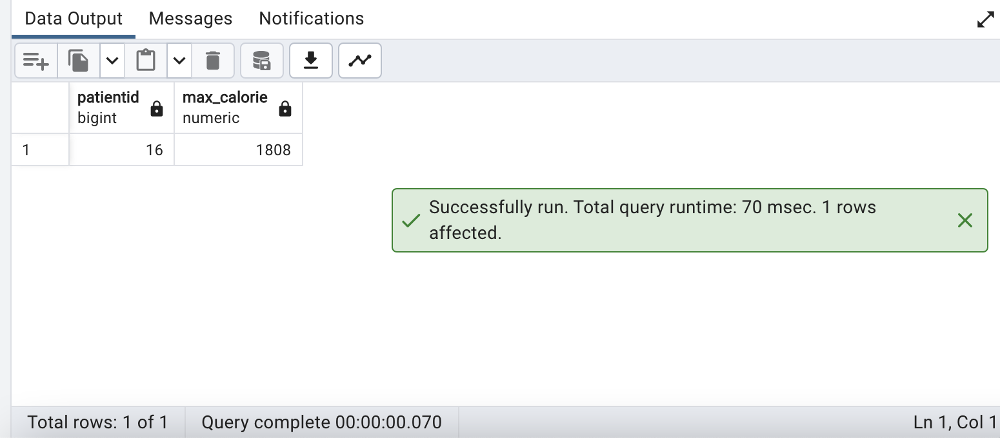 Data Output Messages Notifications
patientid max_calorie
bigint numeric
1 16 1808
Successfully run. Total query runtime: 70 msec. 1 rows
affected.
Total rows: 1 of 1 Query complete 00:00:00.070 Ln 1, Col 1